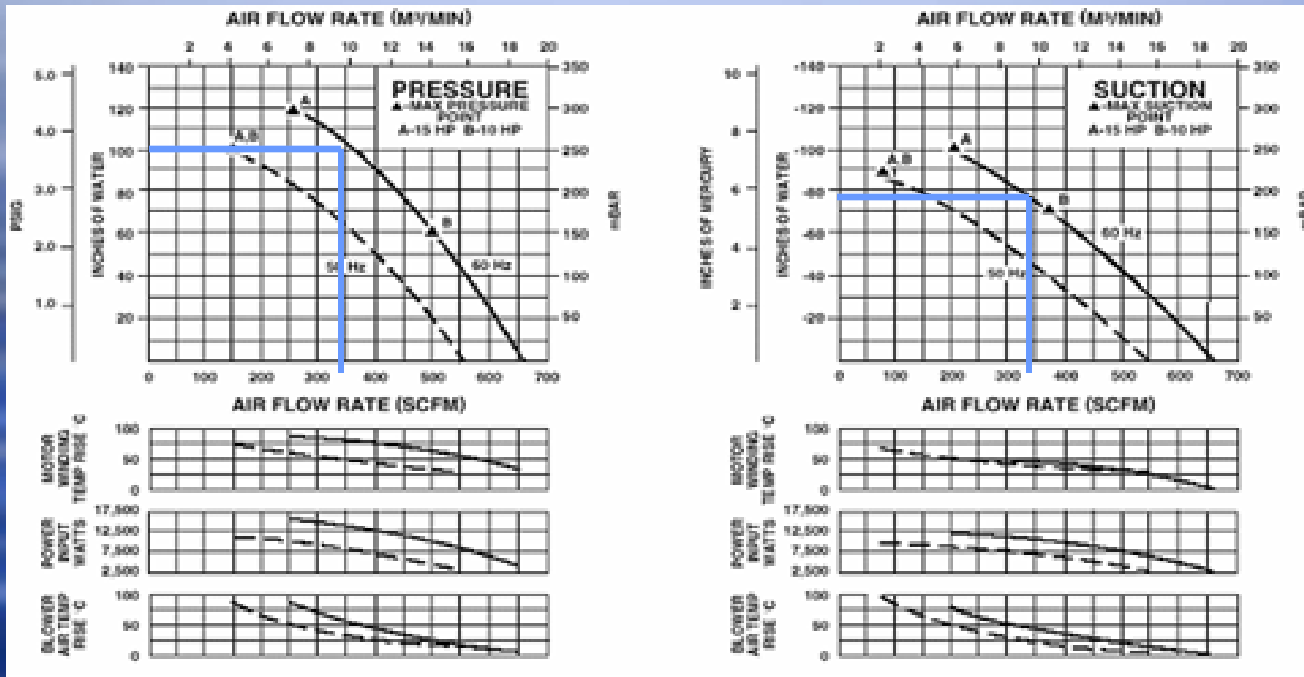 AIR FLOW RATE (M³/MIN)
2 4 6 8 10 12 14 16 18 20
5.0 140 350
PRESSURE
▲-MAX PRESSURE
POINT
A-15 HP B-10 HP
A
120 300
4.0
A,B
100 250
3.0 80 200
B
2.0 60 150
50 Hz 60 Hz
40 100
1.0 20 50
PSIG
INCHES OF WATER
mBAR
0 100 200 300 400 500 600 700
AIR FLOW RATE (SCFM)
MOTOR
WINDING
TEMP RISE °C
100
50
0
POWER
INPUT
WATTS
17,500
12,500
7,500
2,500
BLOWER
AIR TEMP
RISE °C
100
50
0
AIR FLOW RATE (M³/MIN)
2 4 6 8 10 12 14 16 18 20
10 -140 350
SUCTION
▲-MAX SUCTION
POINT
A-15 HP B-10 HP
-120 300
8
A
-100 250
A,B
6 -80 200
B
-60 150
60 Hz
4
50 Hz
-40 100
2 -20 50
INCHES OF MERCURY
INCHES OF WATER
mBAR
0 100 200 300 400 500 600 700
AIR FLOW RATE (SCFM)
MOTOR
WINDING
TEMP RISE °C
100
50
0
POWER
INPUT
WATTS
17,500
12,500
7,500
2,500
BLOWER
AIR TEMP
RISE °C
100
50
0